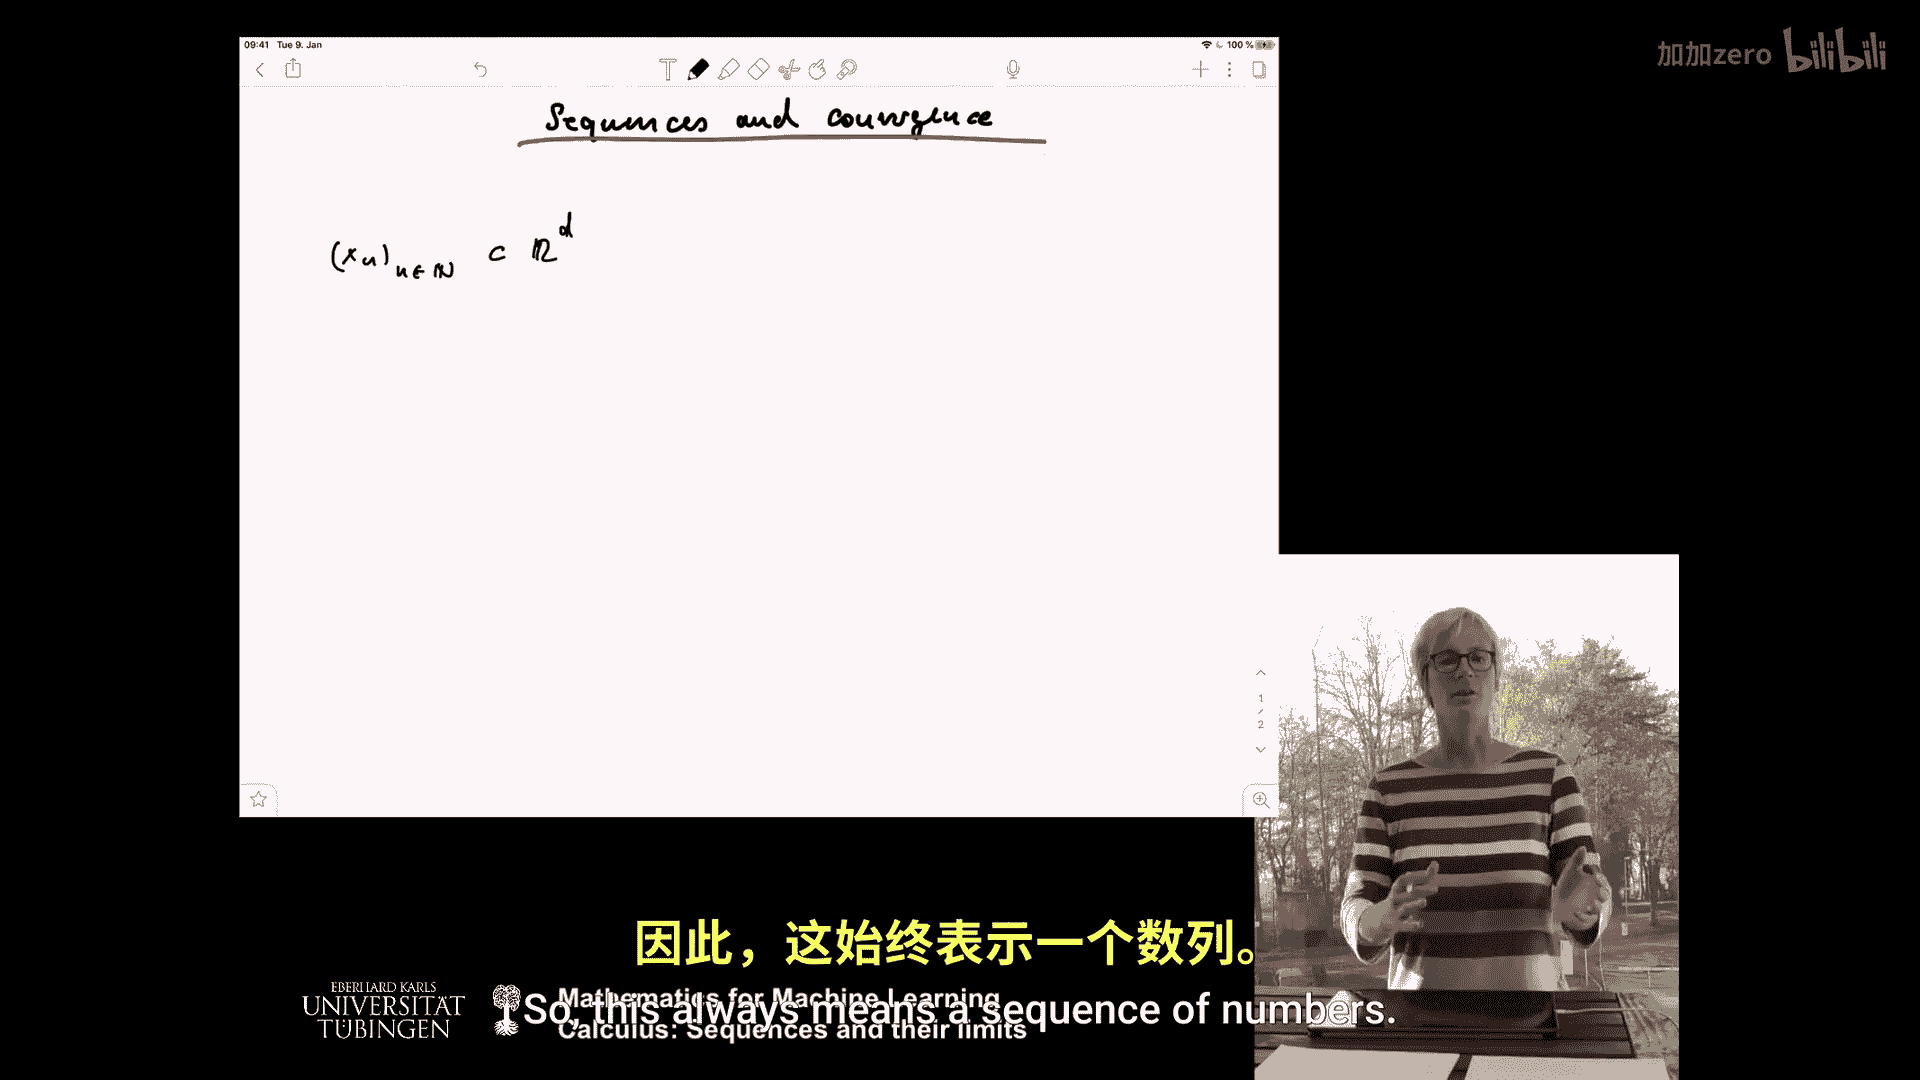 09:41 Tue 9. Jan
100 %
加加zero bilibili
Sequences and convergence
(xₙ)ₙ∈ℕ ⊂ ℝᵈ
1
/
2
因此，这始终表示一个数列。
EBERHARD KARLS
UNIVERSITÄT
TÜBINGEN
Mathematics for Machine Learning
So, this always means a sequence of numbers.
Calculus: Sequences and their limits